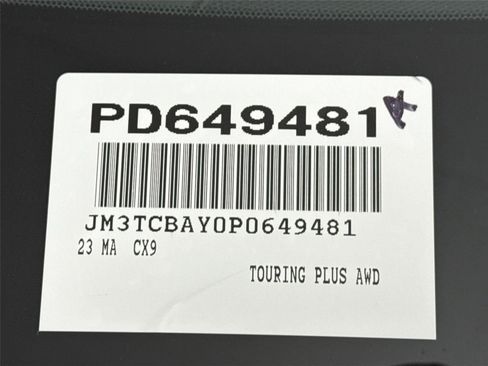 PD649481
JM3TCBAY0P0649481
23 MA CX9
TOURING PLUS AWD